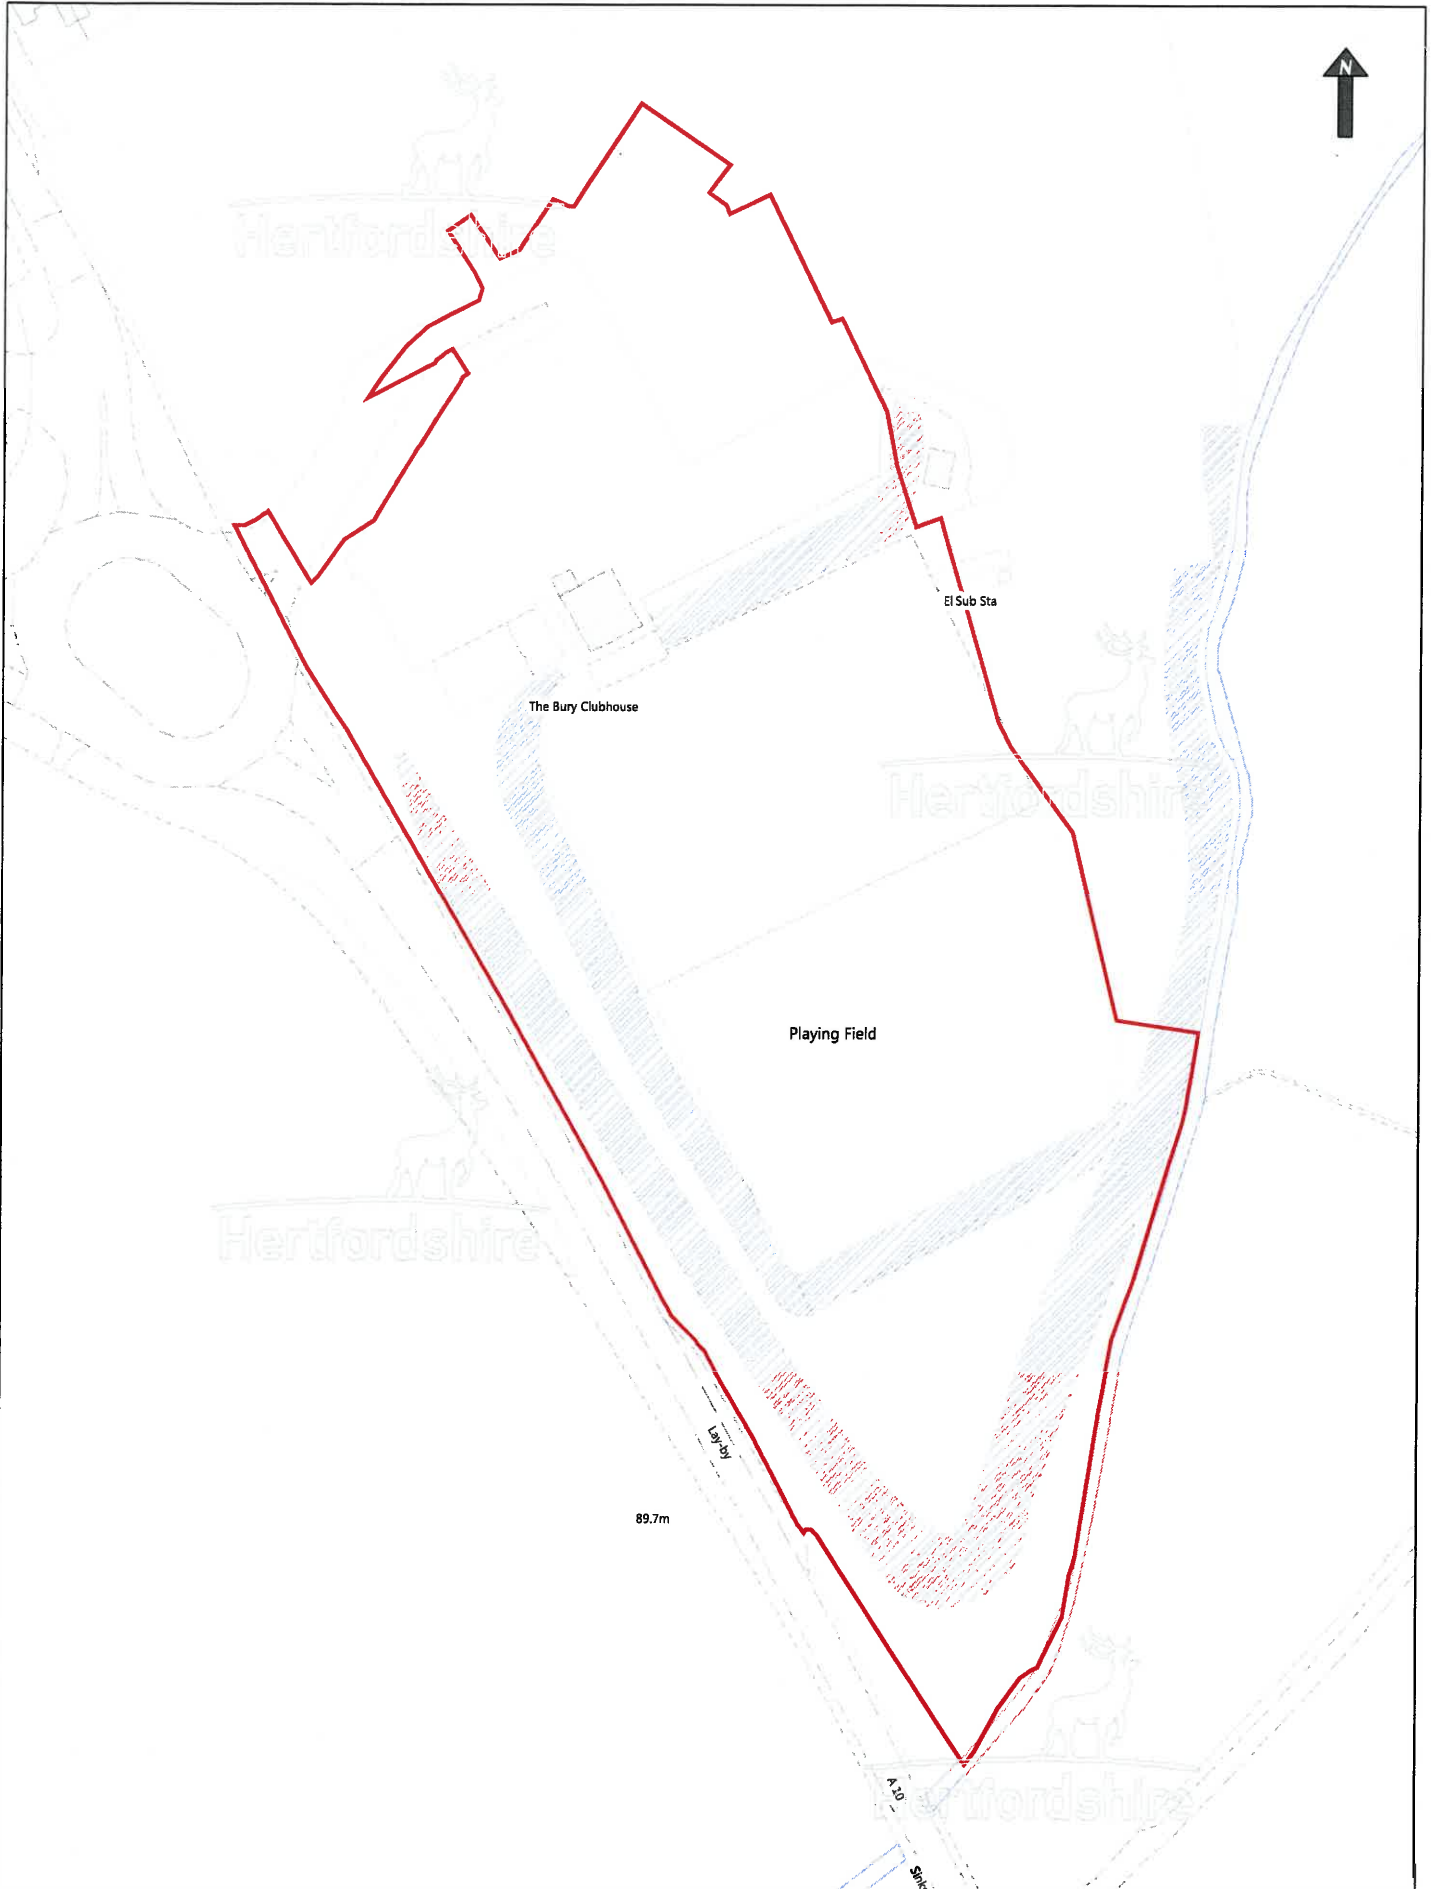 N
Hertfordshire
El Sub Sta
The Bury Clubhouse
Hertfordshire
Playing Field
Hertfordshire
Lay-by
89.7m
A 10
Hertfordshire